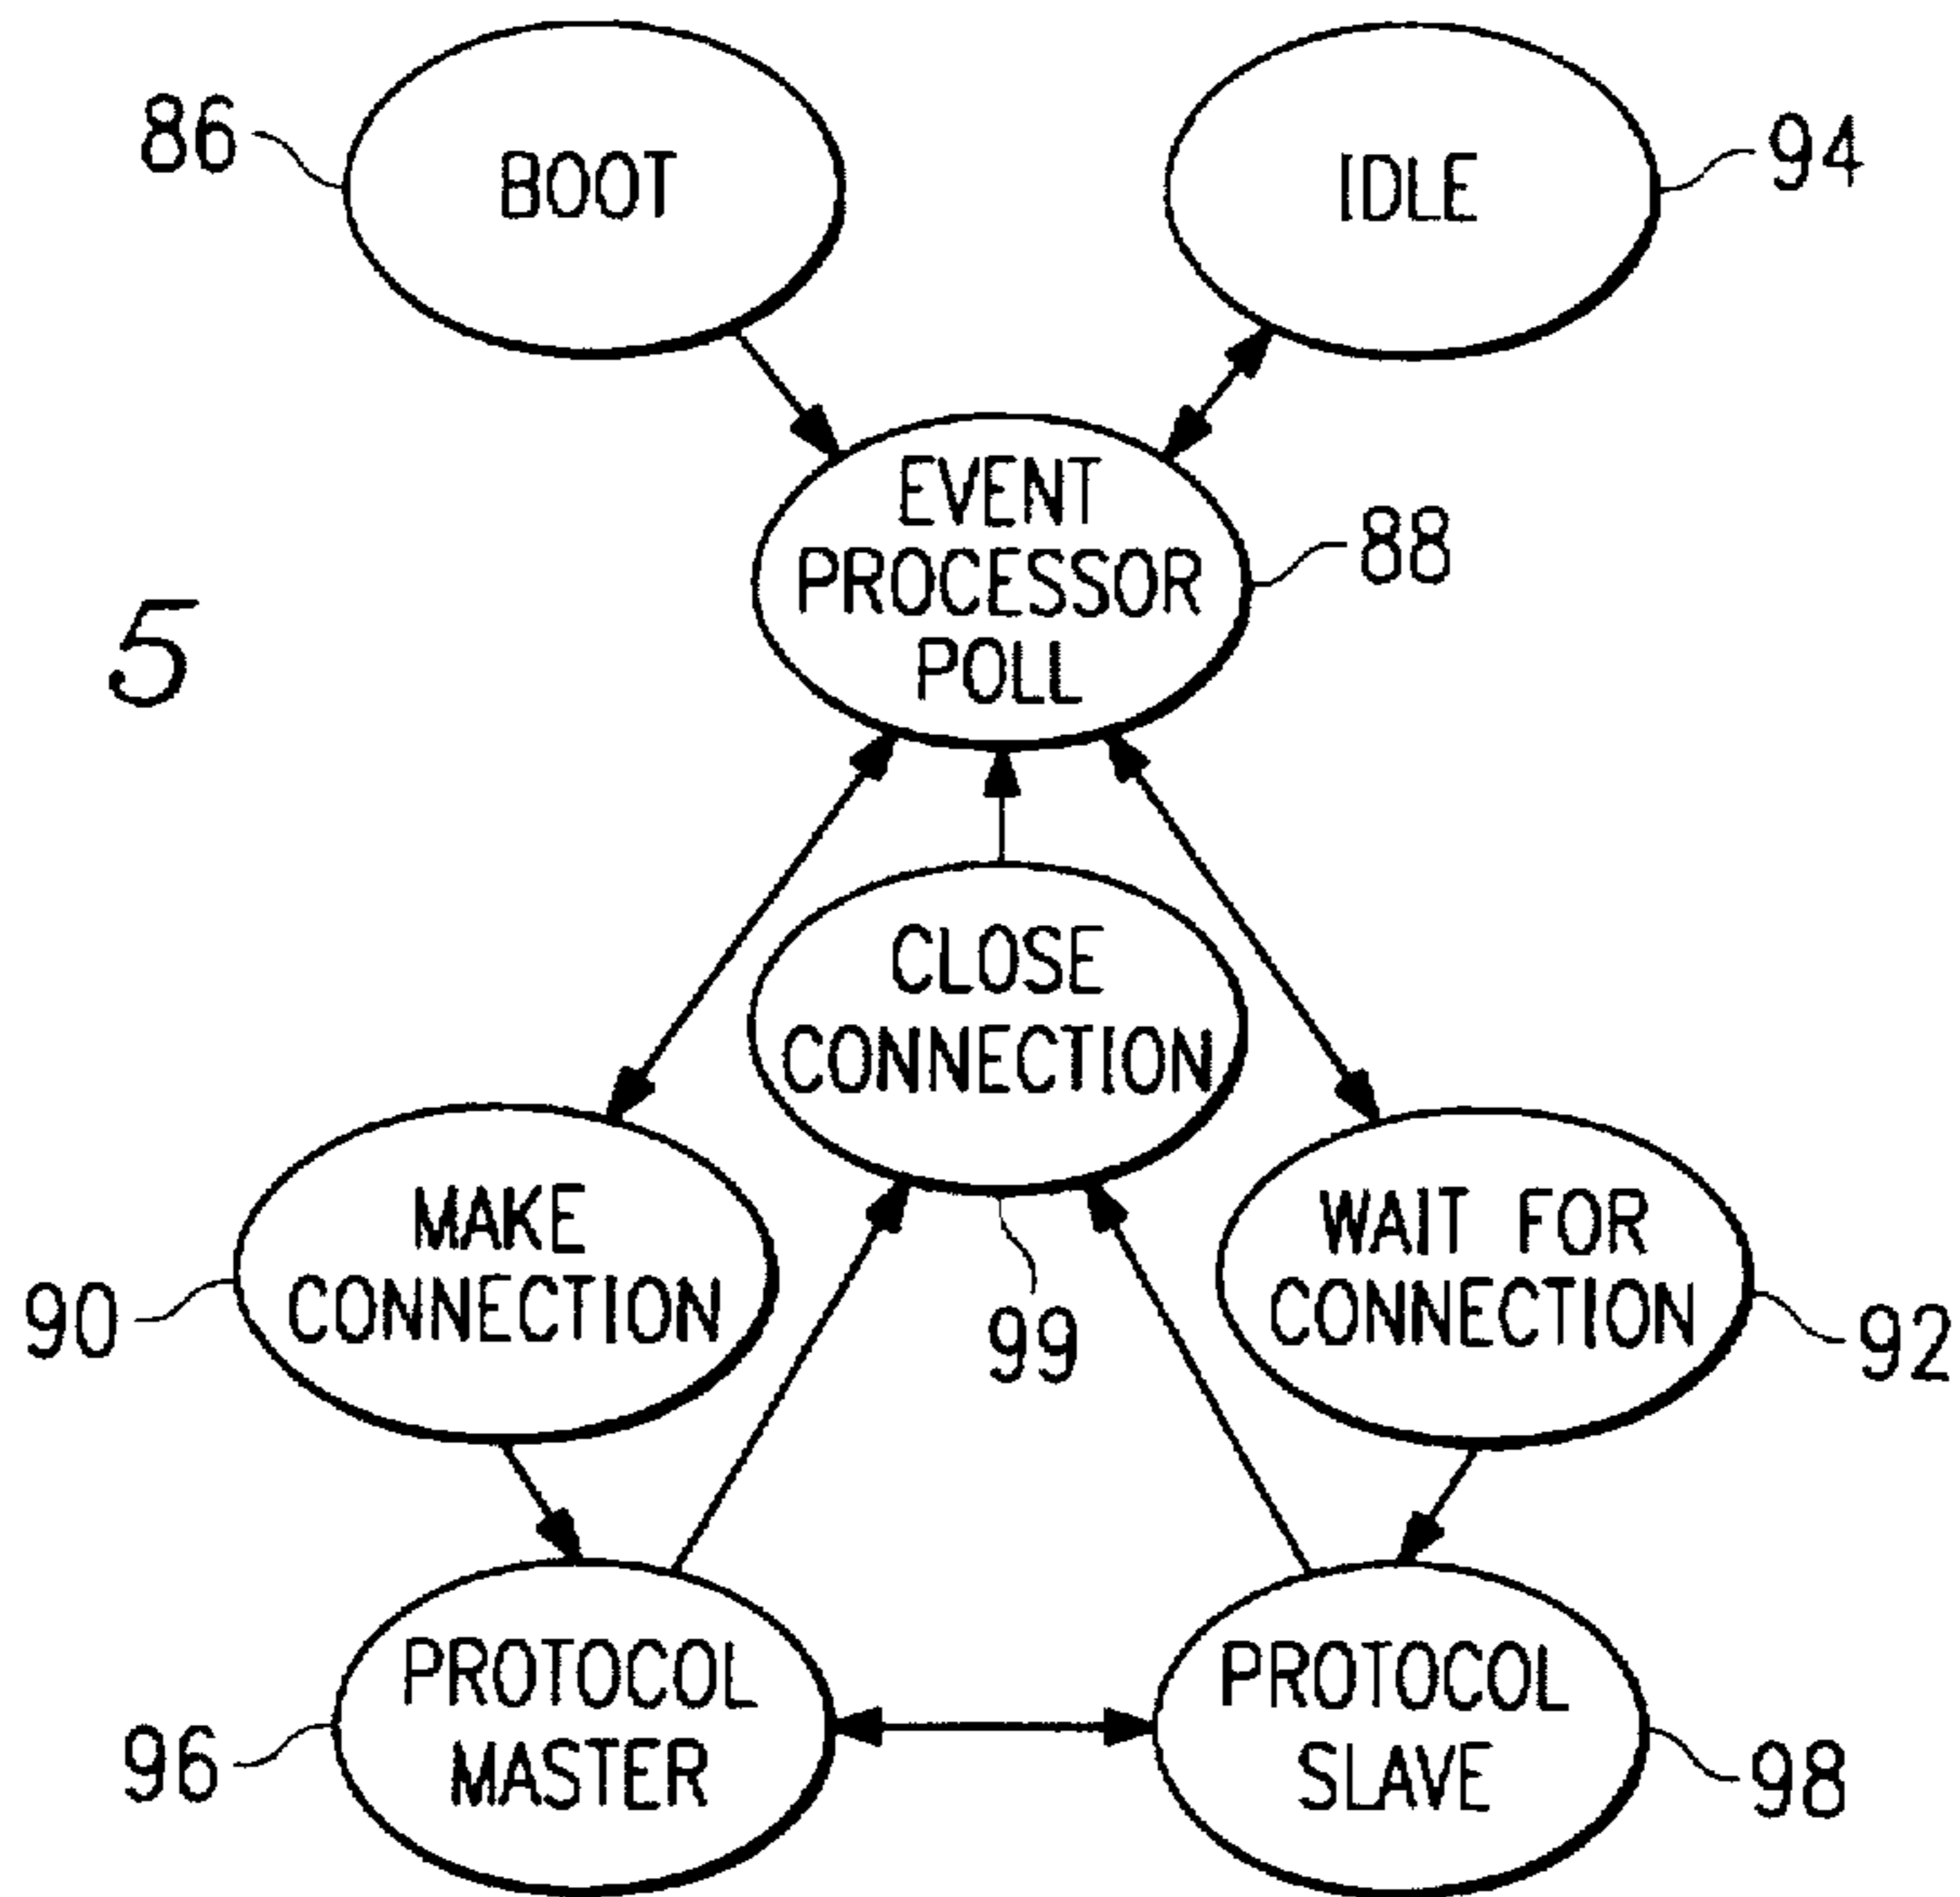 86
BOOT
IDLE
94
EVENT
PROCESSOR
POLL
88
5
CLOSE
CONNECTION
MAKE
CONNECTION
90
99
WAIT FOR
CONNECTION
92
PROTOCOL
MASTER
96
PROTOCOL
SLAVE
98